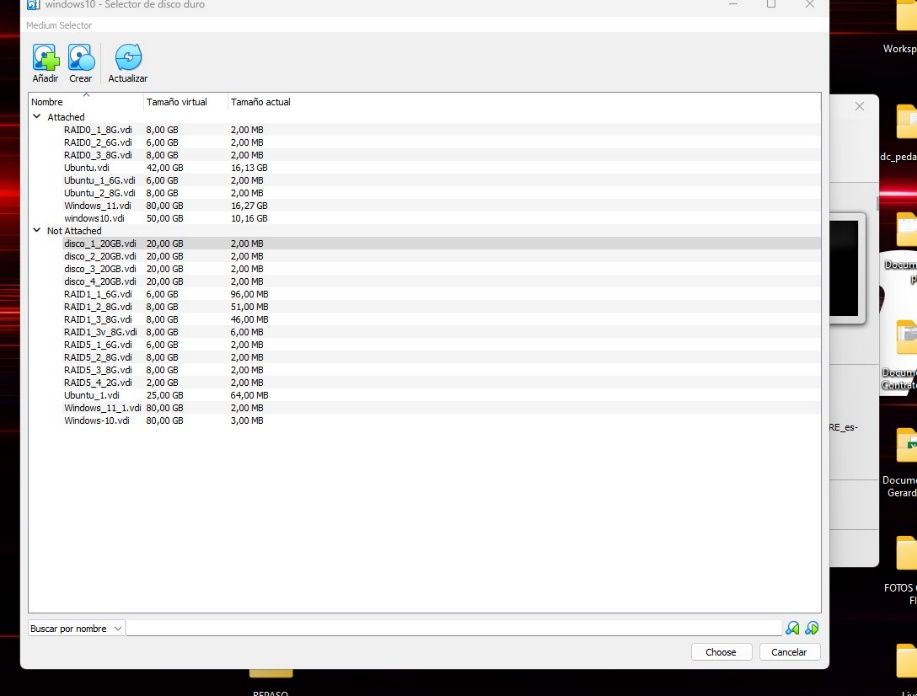 windows10 - Selector de disco duro
Medium Selector
Añadir Crear Actualizar
Nombre Tamaño virtual Tamaño actual
Attached
RAID0_1_8G.vdi 8,00 GB 2,00 MB
RAID0_2_6G.vdi 6,00 GB 2,00 MB
RAID0_3_8G.vdi 8,00 GB 2,00 MB
Ubuntu.vdi 42,00 GB 16,13 GB
Ubuntu_1_6G.vdi 6,00 GB 2,00 MB
Ubuntu_2_8G.vdi 8,00 GB 2,00 MB
Windows_11.vdi 80,00 GB 16,27 GB
windows10.vdi 50,00 GB 10,16 GB
Not Attached
disco_1_20GB.vdi 20,00 GB 2,00 MB
disco_2_20GB.vdi 20,00 GB 2,00 MB
disco_3_20GB.vdi 20,00 GB 2,00 MB
disco_4_20GB.vdi 20,00 GB 2,00 MB
RAID1_1_6G.vdi 6,00 GB 96,00 MB
RAID1_2_8G.vdi 8,00 GB 51,00 MB
RAID1_3_8G.vdi 8,00 GB 46,00 MB
RAID1_3v_8G.vdi 8,00 GB 6,00 MB
RAID5_1_6G.vdi 6,00 GB 2,00 MB
RAID5_2_8G.vdi 8,00 GB 2,00 MB
RAID5_3_8G.vdi 8,00 GB 2,00 MB
RAID5_4_2G.vdi 2,00 GB 2,00 MB
Ubuntu_1.vdi 25,00 GB 64,00 MB
Windows_11_1.vdi 80,00 GB 2,00 MB
Windows-10.vdi 80,00 GB 3,00 MB
Buscar por nombre
Choose Cancelar
Worksp
dc_peda
Docum
RE_es-
Docum
Contrat
Docum
Gerard
FOTOS
REPASO